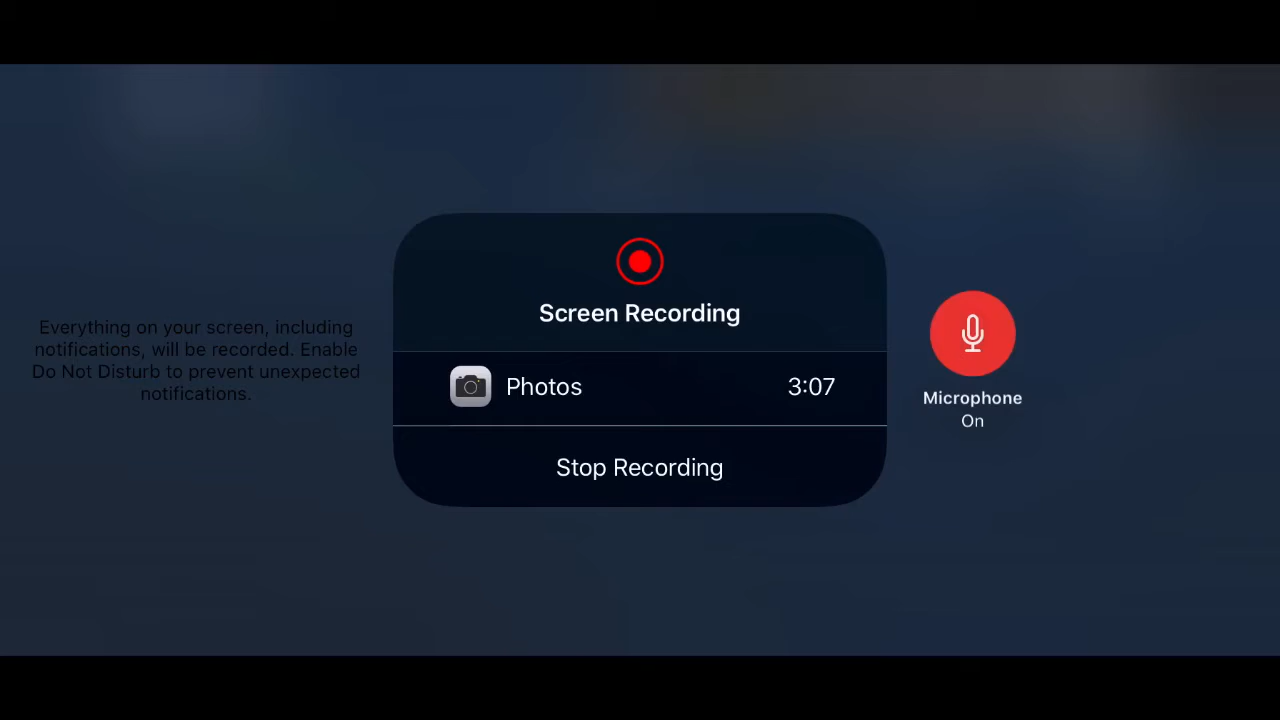 Everything on your screen, including
notifications, will be recorded. Enable
Do Not Disturb to prevent unexpected
notifications.
Screen Recording
Photos 3:07
Stop Recording
Microphone
On